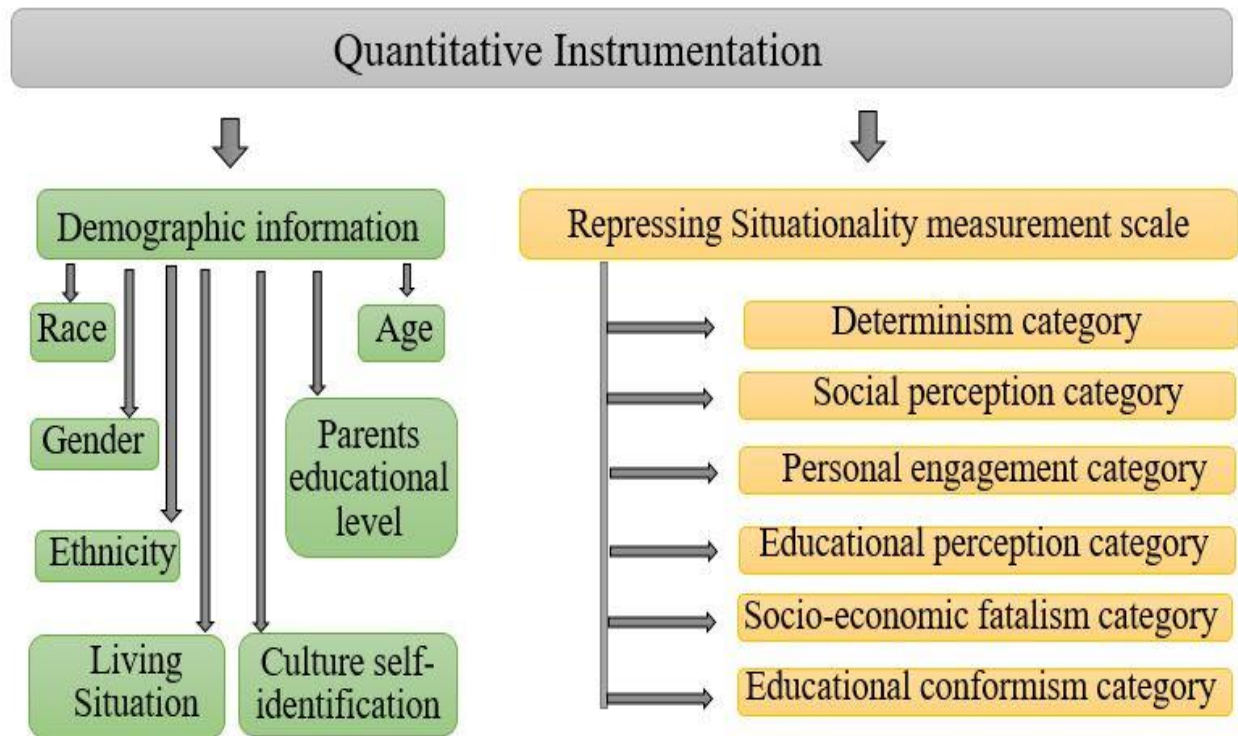 Quantitative Instrumentation
Demographic information
Race
Age
Gender
Parents
educational
level
Ethnicity
Living
Situation
Culture self-
identification
Repressing Situationality measurement scale
Determinism category
Social perception category
Personal engagement category
Educational perception category
Socio-economic fatalism category
Educational conformism category